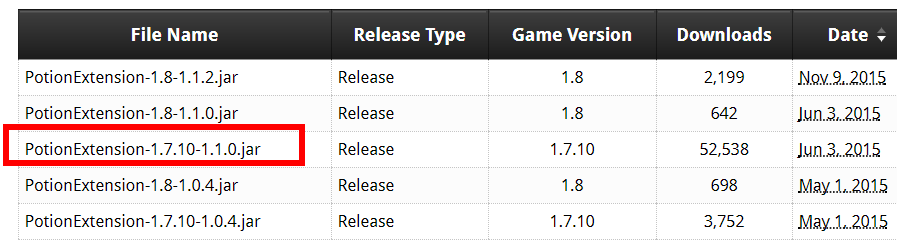 File Name Release Type Game Version Downloads Date
PotionExtension-1.8-1.1.2.jar Release 1.8 2,199 Nov 9, 2015
PotionExtension-1.8-1.1.0.jar Release 1.8 642 Jun 3, 2015
PotionExtension-1.7.10-1.1.0.jar Release 1.7.10 52,538 Jun 3, 2015
PotionExtension-1.8-1.0.4.jar Release 1.8 698 May 1, 2015
PotionExtension-1.7.10-1.0.4.jar Release 1.7.10 3,752 May 1, 2015